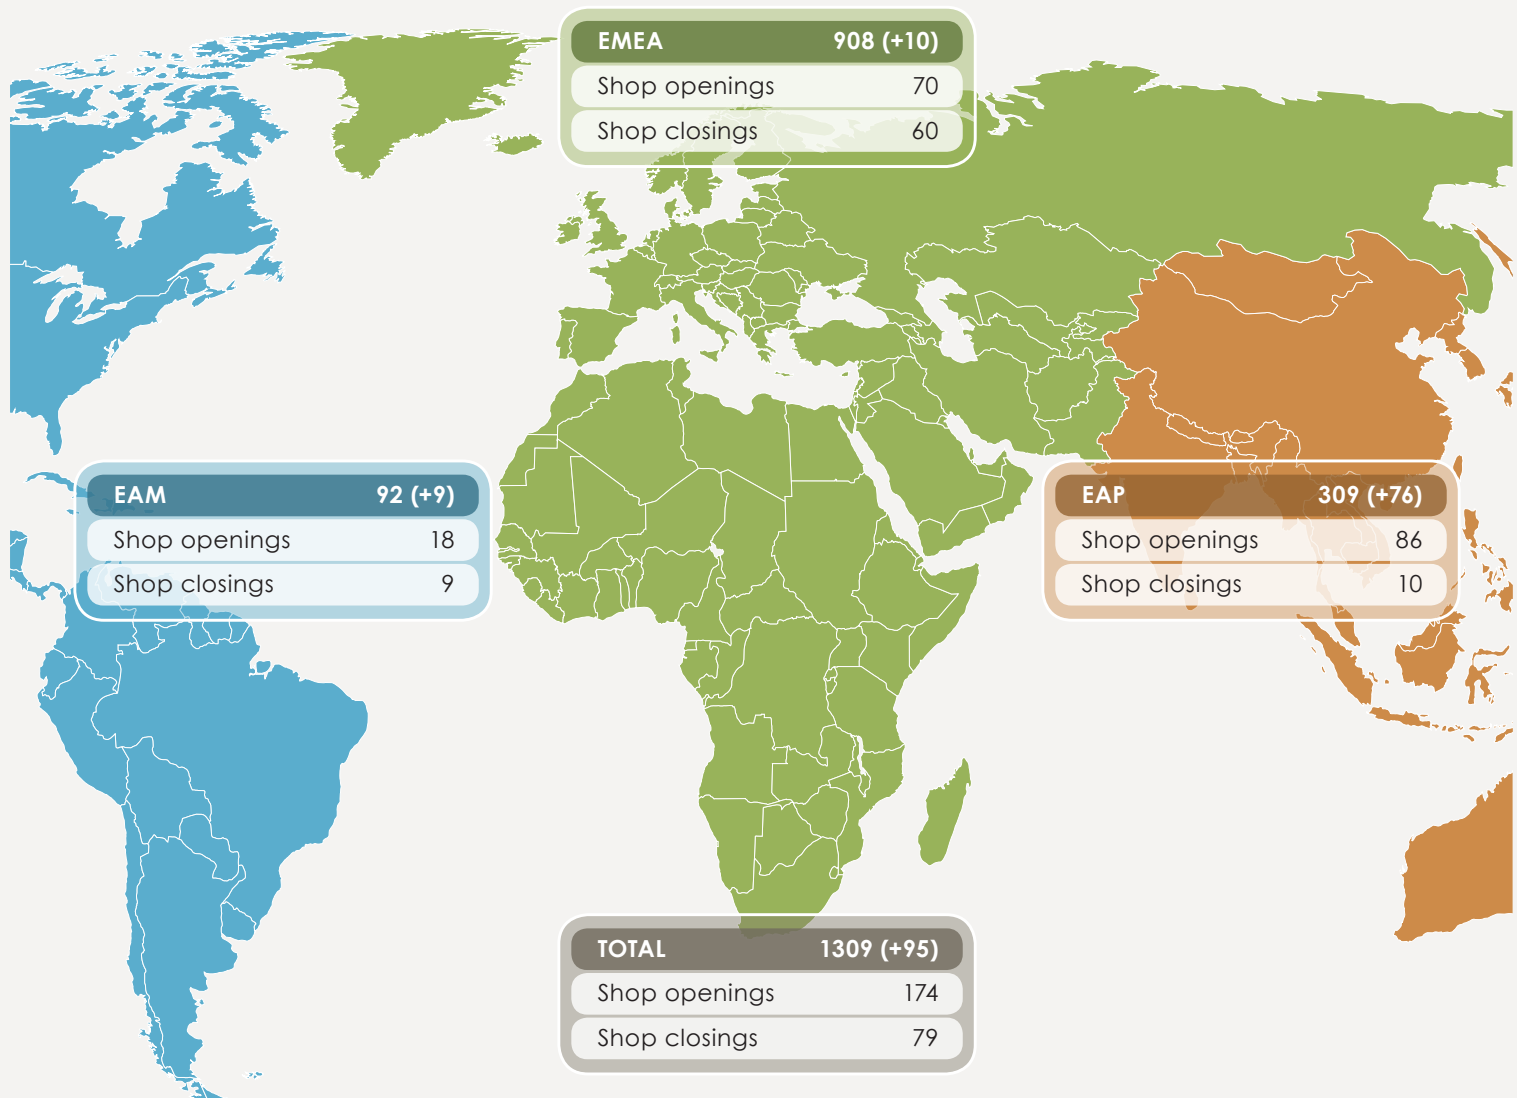 EMEA 908 (+10)
Shop openings 70
Shop closings 60
EAM 92 (+9)
Shop openings 18
Shop closings 9
EAP 309 (+76)
Shop openings 86
Shop closings 10
TOTAL 1309 (+95)
Shop openings 174
Shop closings 79